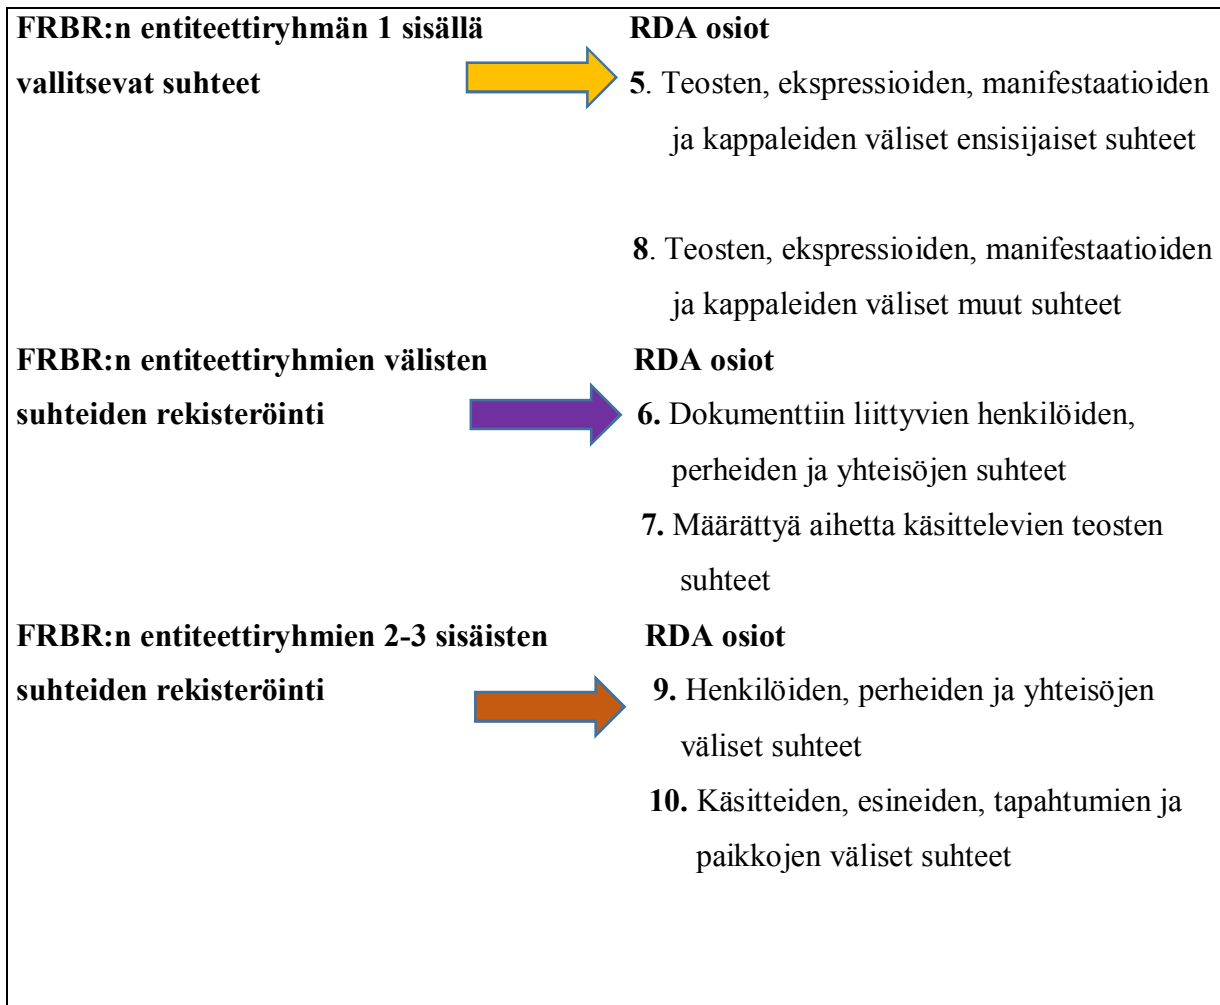 FRBR:n entiteettiryhmän 1 sisällä
vallitsevat suhteet
RDA osiot
5. Teosten, ekspressioiden, manifestaatioiden
ja kappaleiden väliset ensisijaiset suhteet
8. Teosten, ekspressioiden, manifestaatioiden
ja kappaleiden väliset muut suhteet
FRBR:n entiteettiryhmien välisten
suhteiden rekisteröinti
RDA osiot
6. Dokumenttiin liittyvien henkilöiden,
perheiden ja yhteisöjen suhteet
7. Määrättyä aihetta käsittelevien teosten
suhteet
FRBR:n entiteettiryhmien 2-3 sisäisten
suhteiden rekisteröinti
RDA osiot
9. Henkilöiden, perheiden ja yhteisöjen
väliset suhteet
10. Käsitteiden, esineiden, tapahtumien ja
paikkojen väliset suhteet